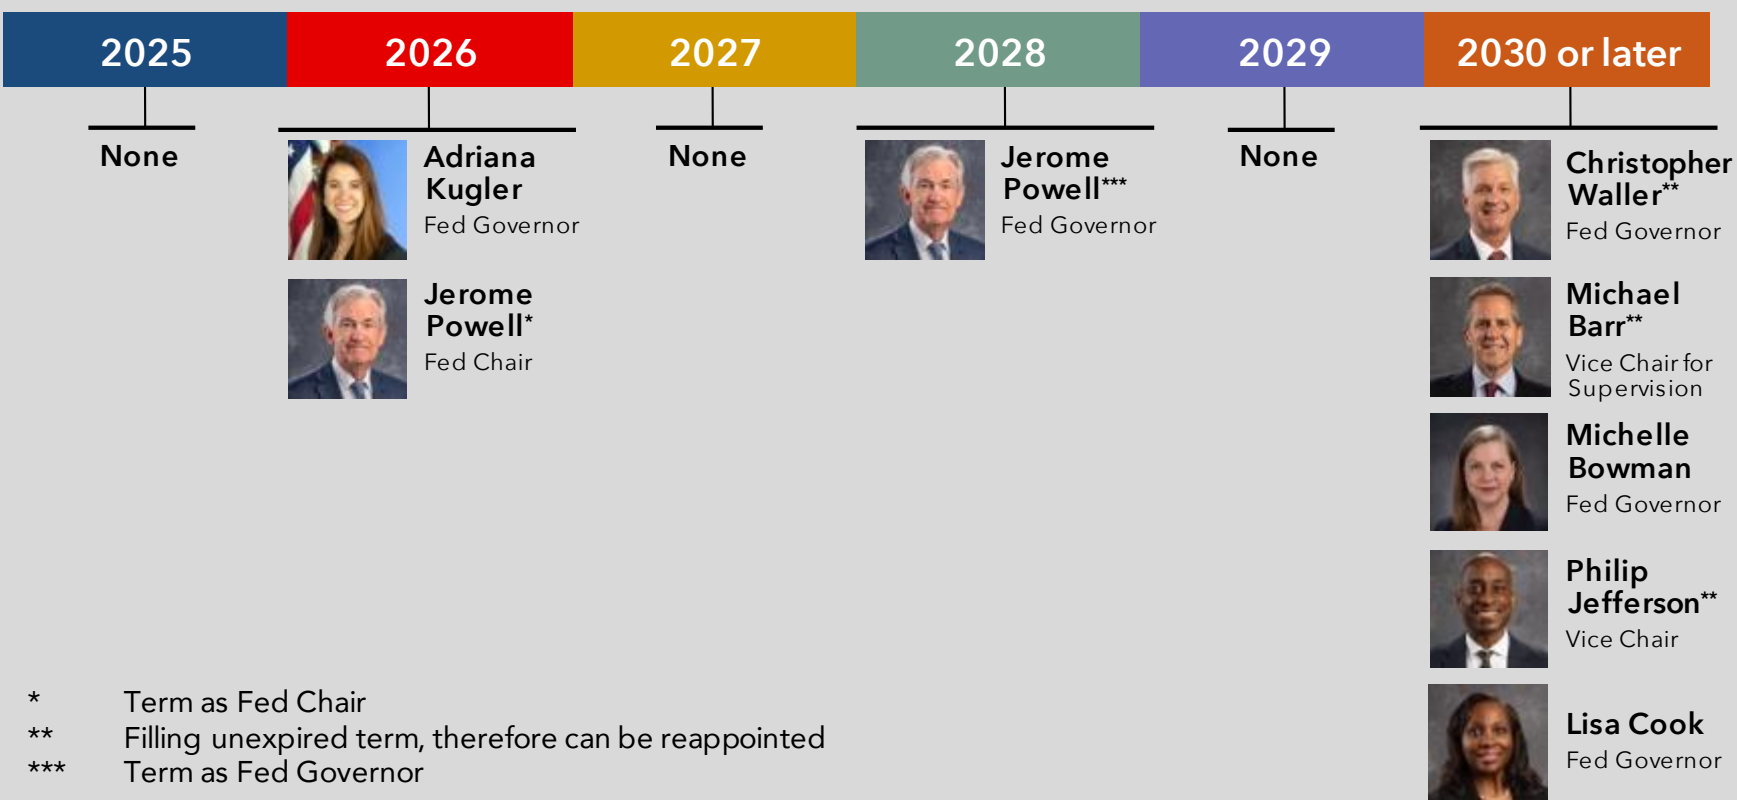 2025
2026
2027
2028
2029
2030 or later
None
Adriana
Kugler
Fed Governor
Jerome
Powell*
Fed Chair
None
Jerome
Powell***
Fed Governor
None
Christopher
Waller**
Fed Governor
Michael
Barr**
Vice Chair for
Supervision
Michelle
Bowman
Fed Governor
Philip
Jefferson**
Vice Chair
Lisa Cook
Fed Governor
* Term as Fed Chair
** Filling unexpired term, therefore can be reappointed
*** Term as Fed Governor